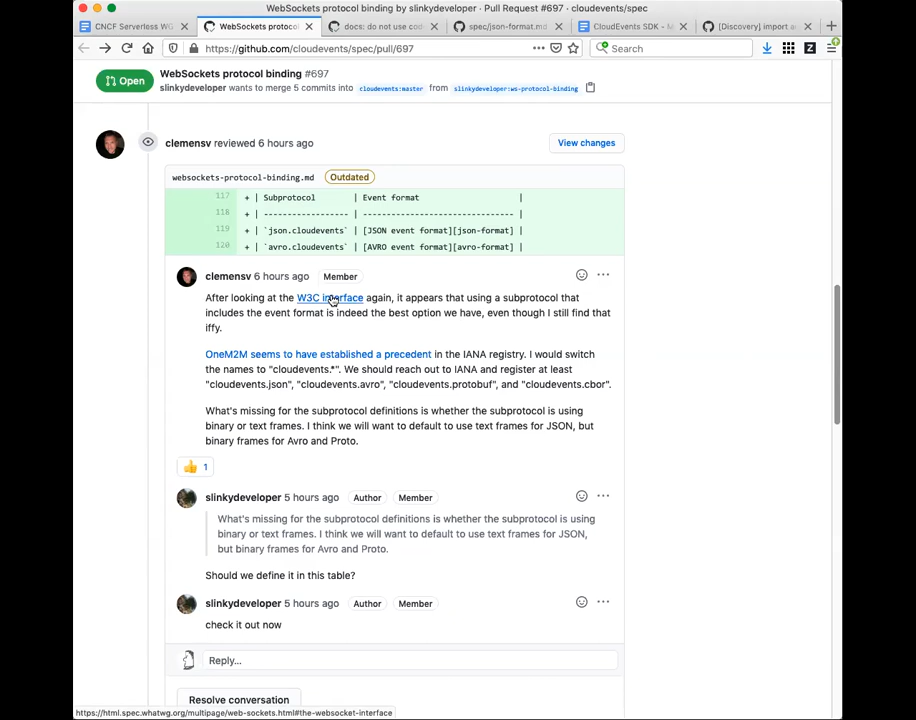 WebSockets protocol binding by slinkydeveloper · Pull Request #697 · cloudevents/spec
CNCF Serverless WG
WebSockets protoco
docs: do not use cod
spec/json-format.md
CloudEvents SDK -
[Discovery] import a
https://github.com/cloudevents/spec/pull/697
Search
Open
WebSockets protocol binding #697
slinkydeveloper wants to merge 5 commits into cloudevents:master from slinkydeveloper:ws-protocol-binding
clemensv reviewed 6 hours ago
View changes
websockets-protocol-binding.md Outdated
117 + | Subprotocol | Event format |
118 + | ------------------ | -------------------------------- |
119 + | `json.cloudevents` | [JSON event format][json-format] |
120 + | `avro.cloudevents` | [AVRO event format][avro-format] |
clemensv 6 hours ago Member
After looking at the W3C interface again, it appears that using a subprotocol that
includes the event format is indeed the best option we have, even though I still find that
iffy.
OneM2M seems to have established a precedent in the IANA registry. I would switch
the names to "cloudevents.*". We should reach out to IANA and register at least
"cloudevents.json", "cloudevents.avro", "cloudevents.protobuf", and "cloudevents.cbor".
What's missing for the subprotocol definitions is whether the subprotocol is using
binary or text frames. I think we will want to default to use text frames for JSON, but
binary frames for Avro and Proto.
👍 1
slinkydeveloper 5 hours ago Author Member
What's missing for the subprotocol definitions is whether the subprotocol is using
binary or text frames. I think we will want to default to use text frames for JSON,
but binary frames for Avro and Proto.
Should we define it in this table?
slinkydeveloper 5 hours ago Author Member
check it out now
Reply...
Resolve conversation
https://html.spec.whatwg.org/multipage/web-sockets.html#the-websocket-interface